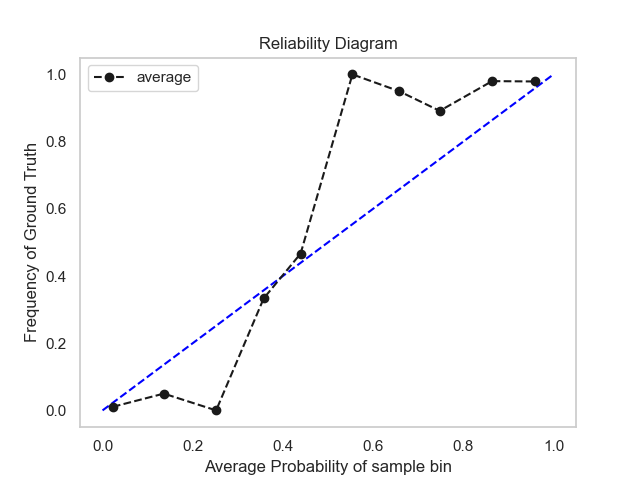 Reliability Diagram
average
1.0
0.8
0.6
0.4
0.2
0.0
Frequency of Ground Truth
0.0 0.2 0.4 0.6 0.8 1.0
Average Probability of sample bin